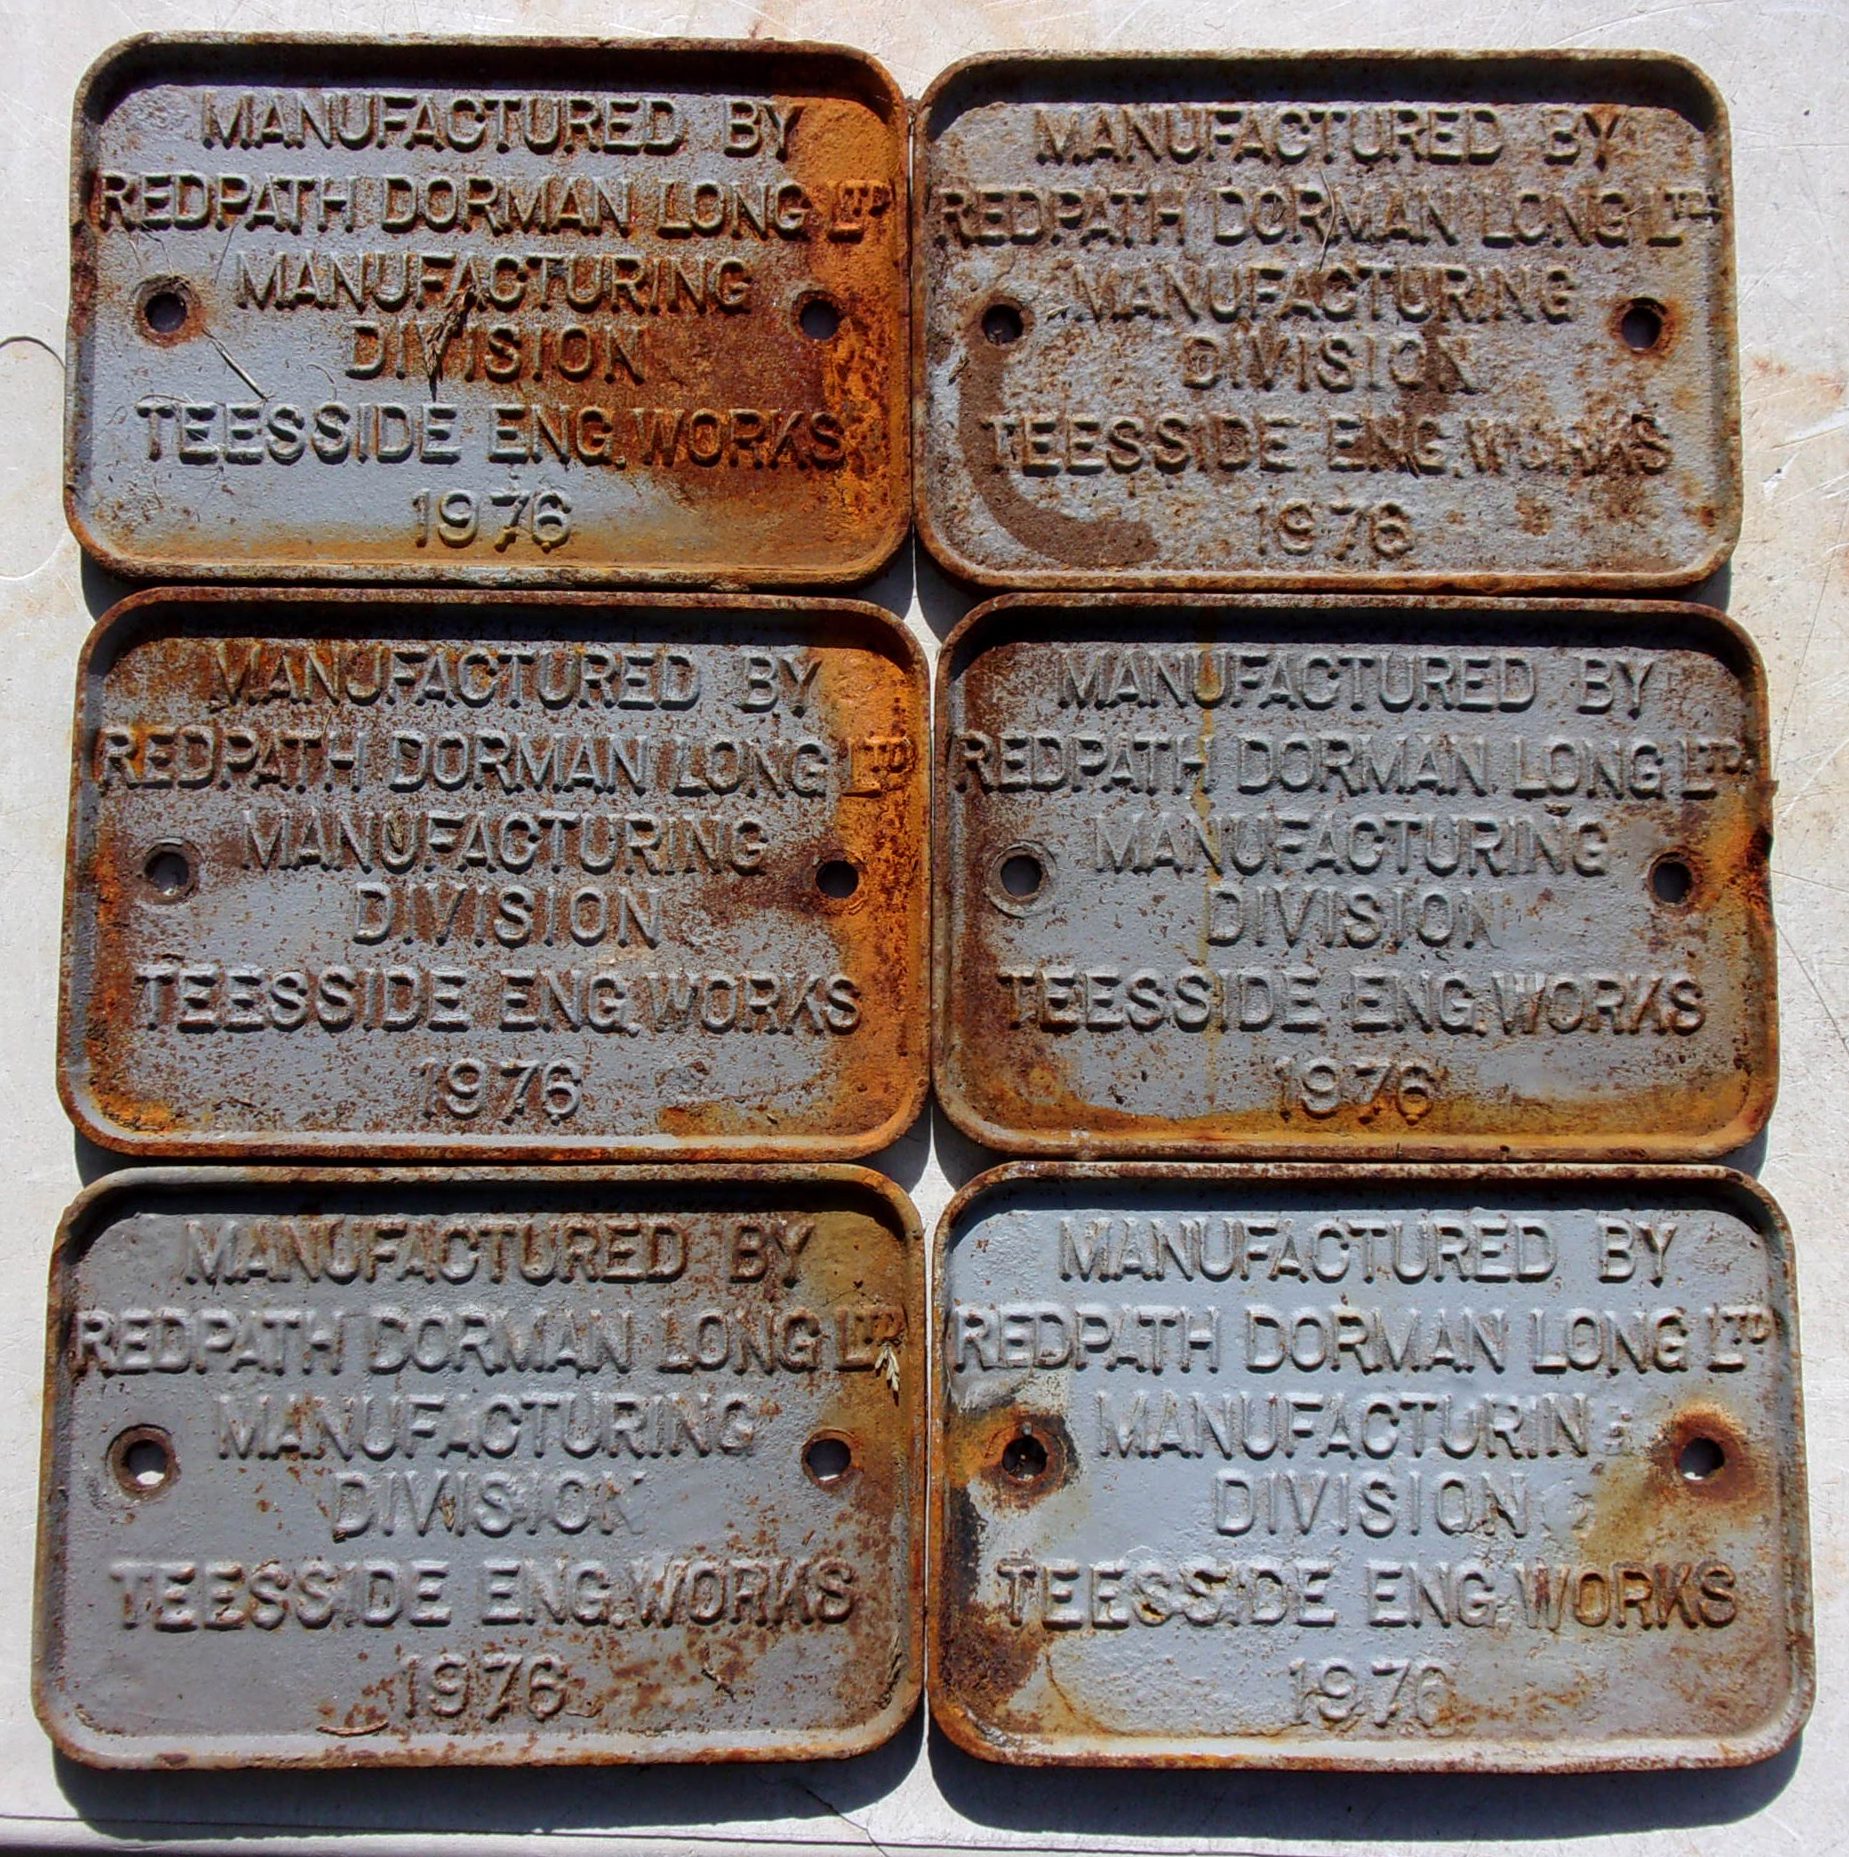 MANUFACTURED BY
REDPATH DORMAN LONG LTD
MANUFACTURING
DIVISION
TEESSIDE ENG. WORKS
1976
MANUFACTURED BY
REDPATH DORMAN LONG LTD
MANUFACTURING
DIVISION
TEESSIDE ENG. WORKS
1976
MANUFACTURED BY
REDPATH DORMAN LONG LTD
MANUFACTURING
DIVISION
TEESSIDE ENG. WORKS
1976
MANUFACTURED BY
REDPATH DORMAN LONG LTD.
MANUFACTURING
DIVISION
TEESSIDE ENG. WORKS
1976
MANUFACTURED BY
REDPATH DORMAN LONG LTD
MANUFACTURING
DIVISION
TEESSIDE ENG. WORKS
1976
MANUFACTURED BY
REDPATH DORMAN LONG LTD
MANUFACTURIN
DIVISION
TEESSIDE ENG. WORKS
1976